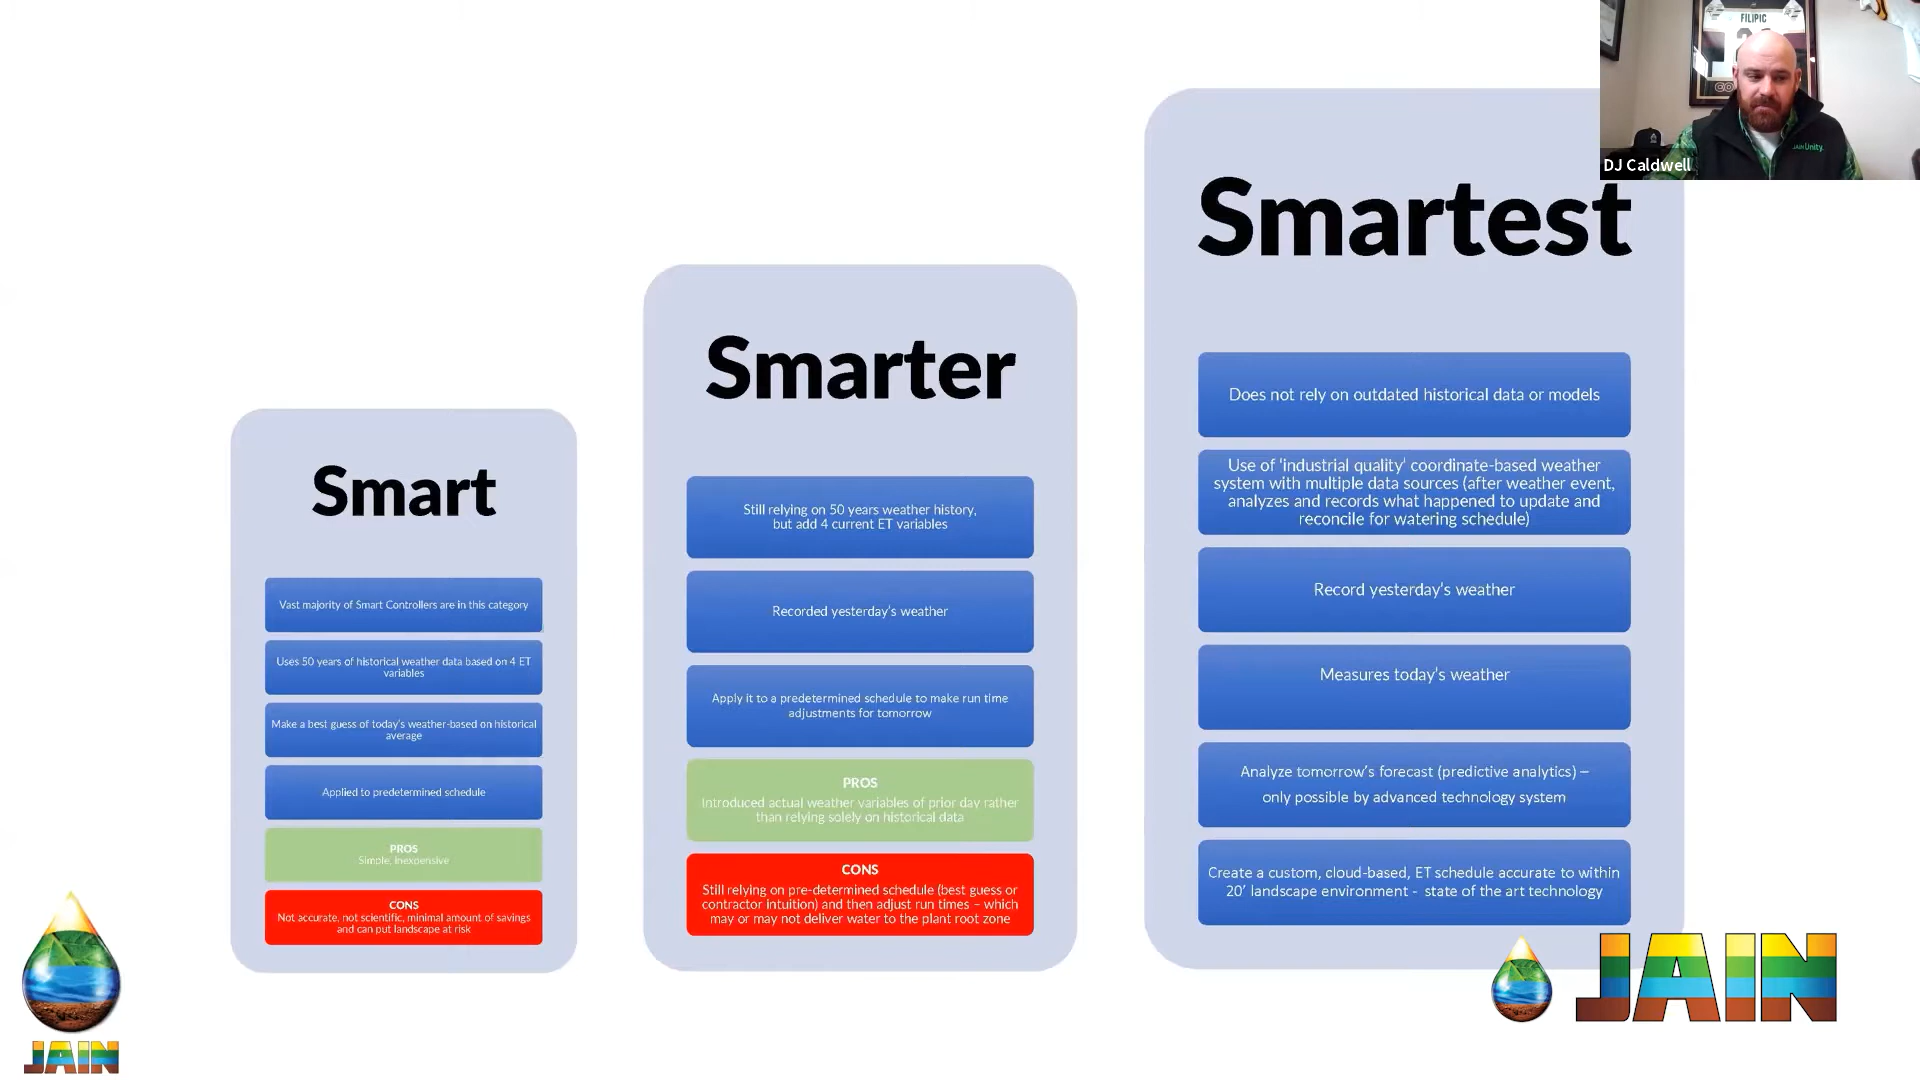 FILIPIC
JAIN Unity.
DJ Caldwell
Smart
Vast majority of Smart Controllers are in this category
Uses 50 years of historical weather data based on 4 ET
variables
Make a best guess of today's weather-based on historical
average
Applied to predetermined schedule
PROS
Simple, inexpensive
CONS
Not accurate, not scientific, minimal amount of savings
and can put landscape at risk
Smarter
Still relying on 50 years weather history,
but add 4 current ET variables
Recorded yesterday's weather
Apply it to a predetermined schedule to make run time
adjustments for tomorrow
PROS
Introduced actual weather variables of prior day rather
than relying solely on historical data
CONS
Still relying on pre-determined schedule (best guess or
contractor intuition) and then adjust run times – which
may or may not deliver water to the plant root zone
Smartest
Does not rely on outdated historical data or models
Use of 'industrial quality' coordinate-based weather
system with multiple data sources (after weather event,
analyzes and records what happened to update and
reconcile for watering schedule)
Record yesterday's weather
Measures today's weather
Analyze tomorrow's forecast (predictive analytics) –
only possible by advanced technology system
Create a custom, cloud-based, ET schedule accurate to within
20' landscape environment - state of the art technology
JAIN
JAIN